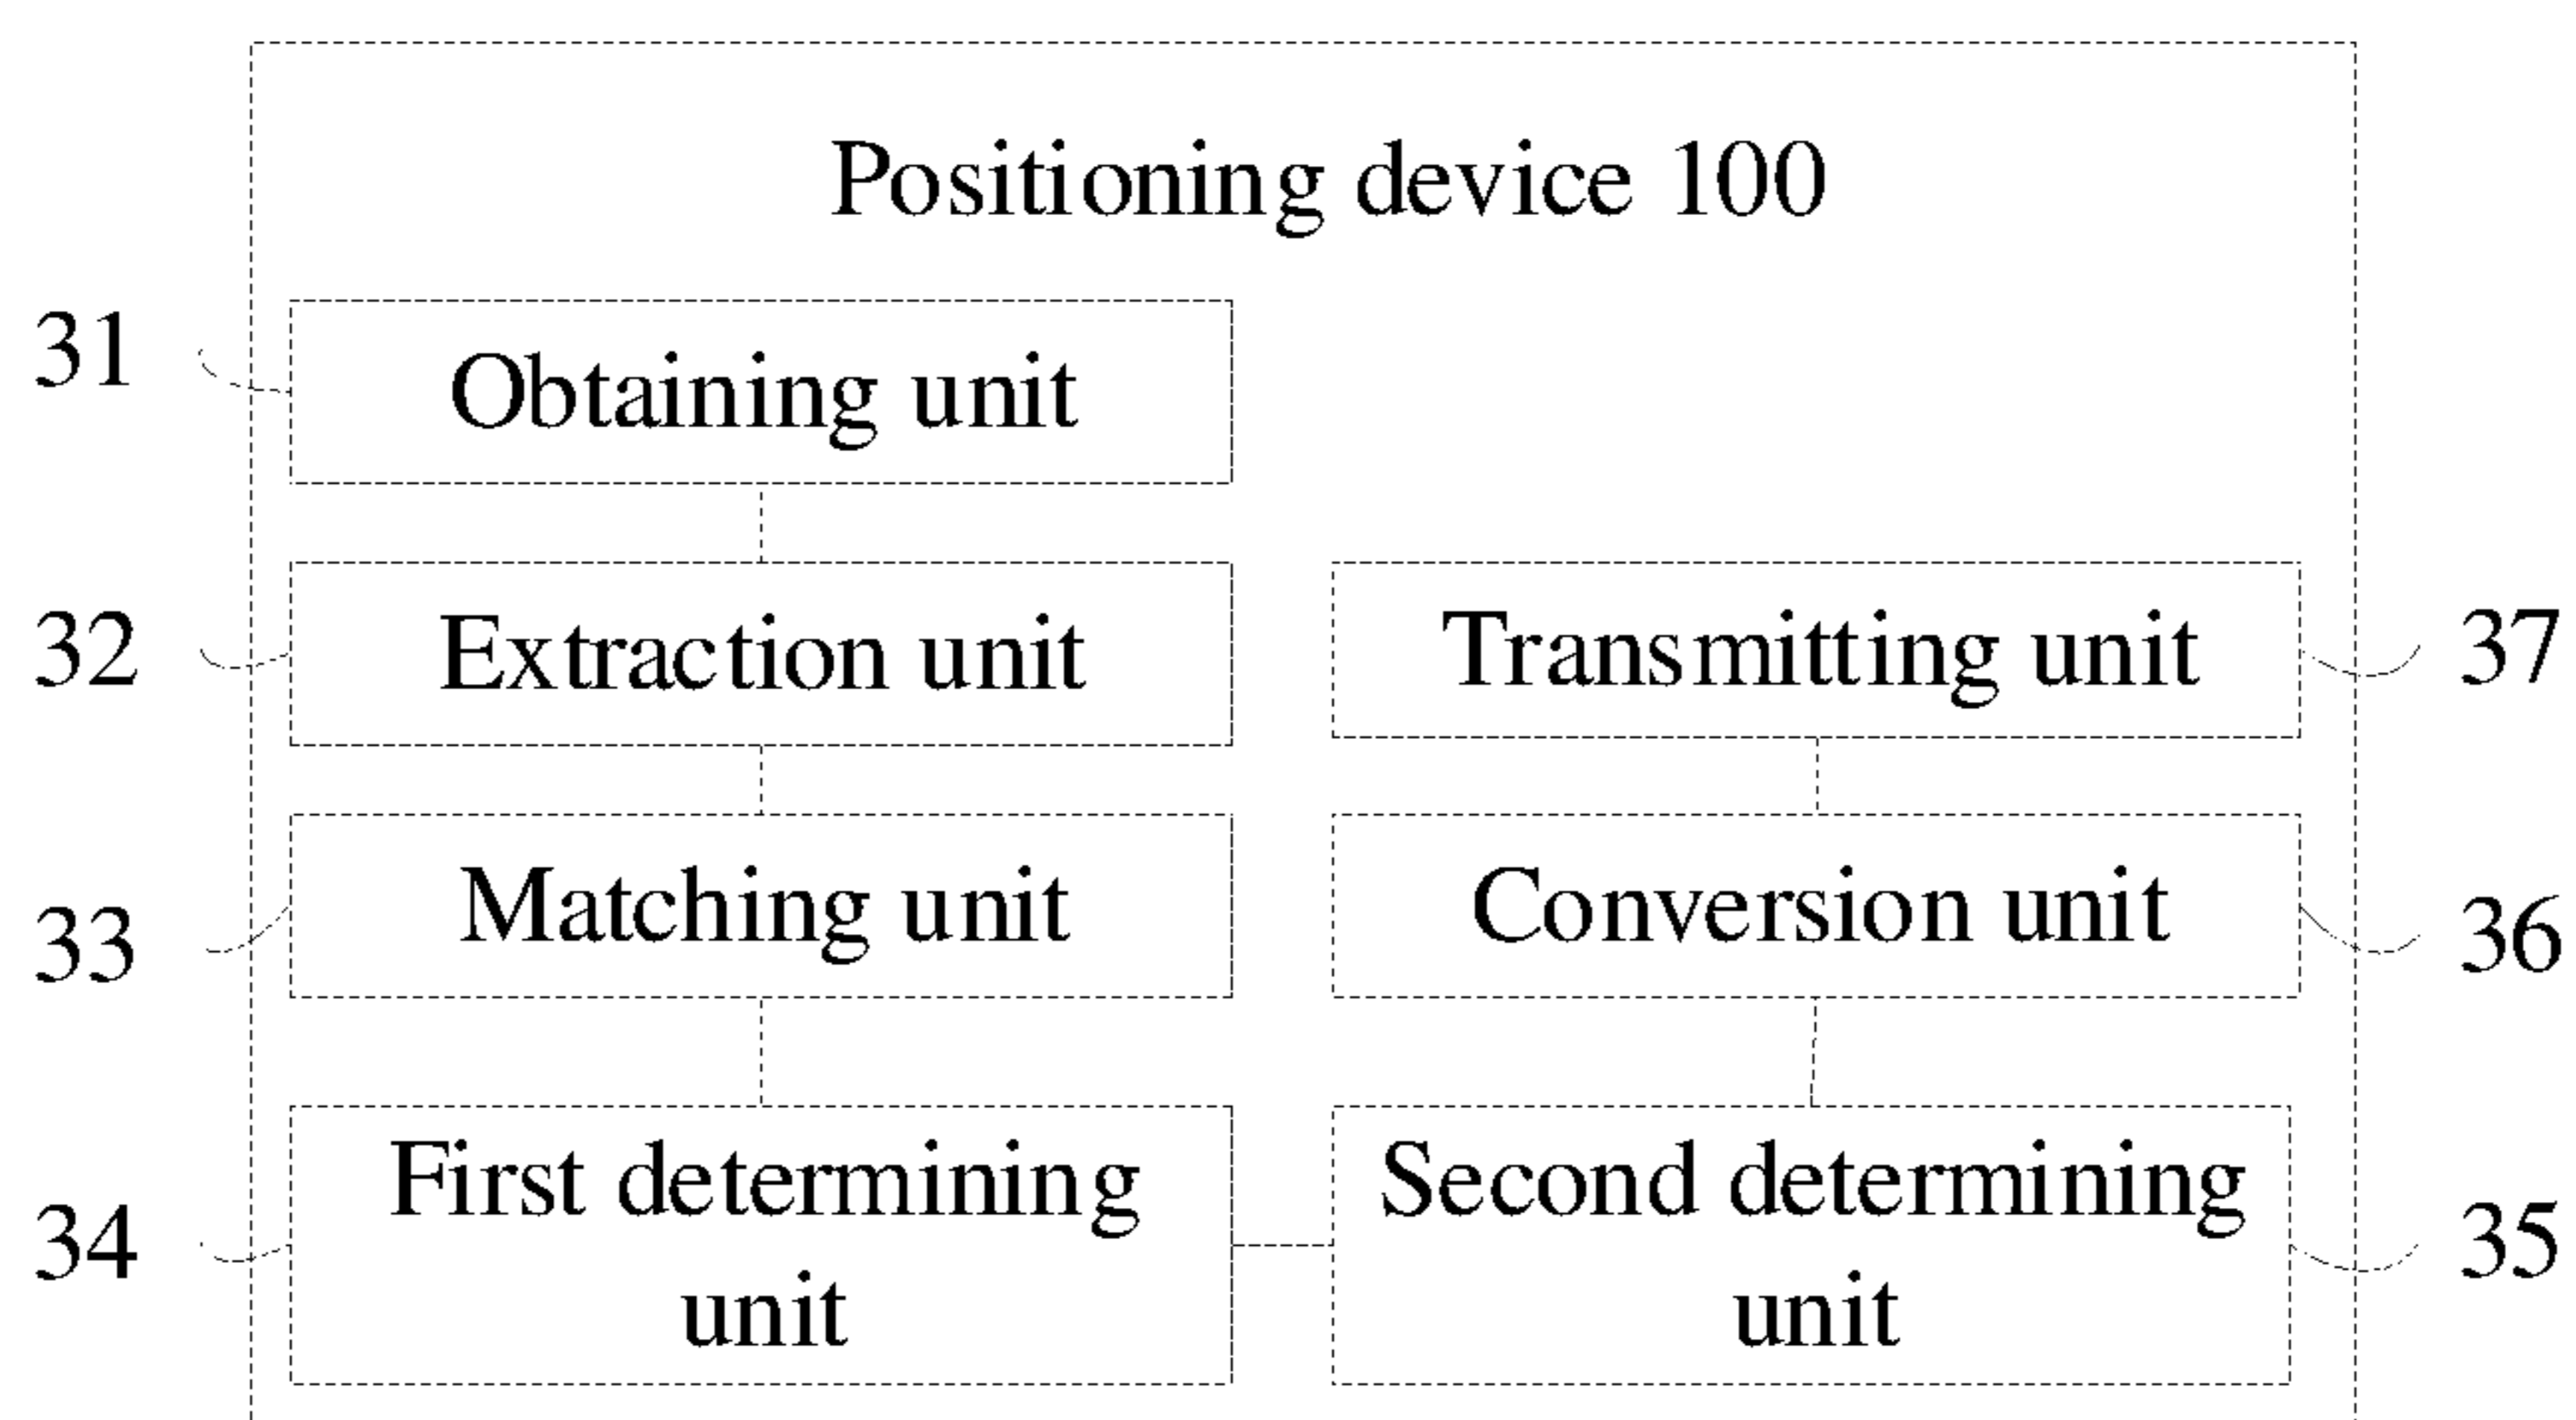 Positioning device 100
31
Obtaining unit
32
Extraction unit
Transmitting unit
37
33
Matching unit
Conversion unit
36
34
First determining
unit
Second determining
unit
35